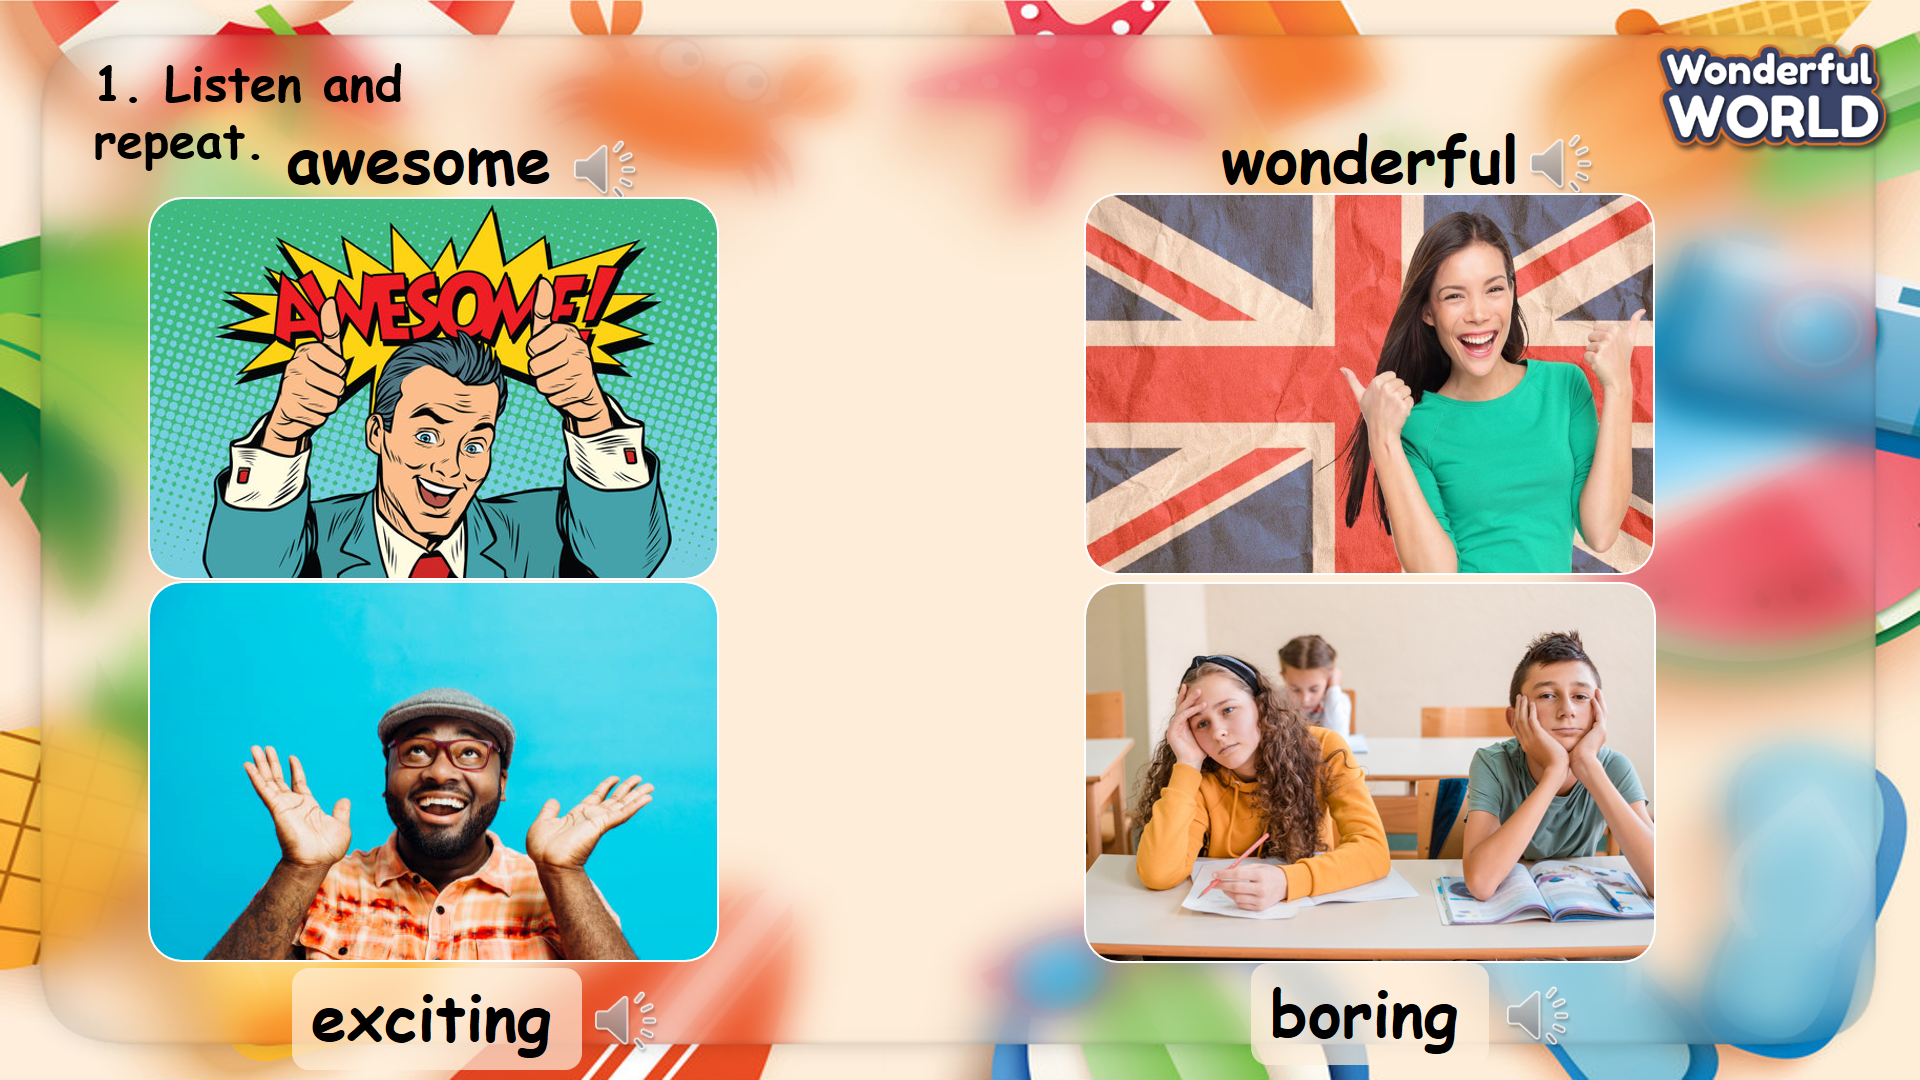 1. Listen and
repeat.
Wonderful
WORLD
awesome
wonderful
AWESOME!
exciting
boring